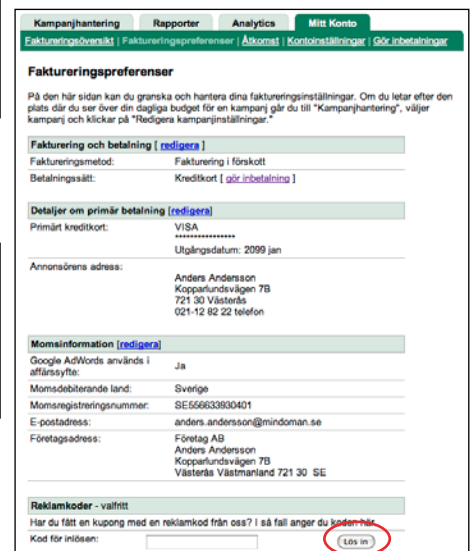 Kampanjhantering Rapporter Analytics Mitt Konto
Faktureringsöversikt | Faktureringspreferenser | Åtkomst | Kontoinställningar | Gör inbetalningar
Faktureringspreferenser
På den här sidan kan du granska och hantera dina faktureringsinställningar. Om du letar efter den
plats där du ser över din dagliga budget för en kampanj går du till "Kampanjhantering", väljer
kampanj och klickar på "Redigera kampanjinställningar."
Fakturering och betalning [ redigera ]
Faktureringsmetod: Fakturering i förskott
Betalningssätt: Kreditkort [ gör inbetalning ]
Detaljer om primär betalning [redigera]
Primärt kreditkort: VISA
****************
Utgångsdatum: 2099 jan
Annonsörens adress:
Anders Andersson
Kopparlundsvägen 7B
721 30 Västerås
021-12 82 22 telefon
Momsinformation [redigera]
Google AdWords används i
affärssyfte: Ja
Momsdebiterande land: Sverige
Momsregistreringsnummer: SE556633930401
E-postadress: anders.andersson@mindoman.se
Företagsadress: Företag AB
Anders Andersson
Kopparlundsvägen 7B
Västerås Västmanland 721 30 SE
Reklamkoder - valfritt
Har du fått en kupong med en reklamkod från oss? I så fall anger du koden här.
Kod för inlösen: Lös in